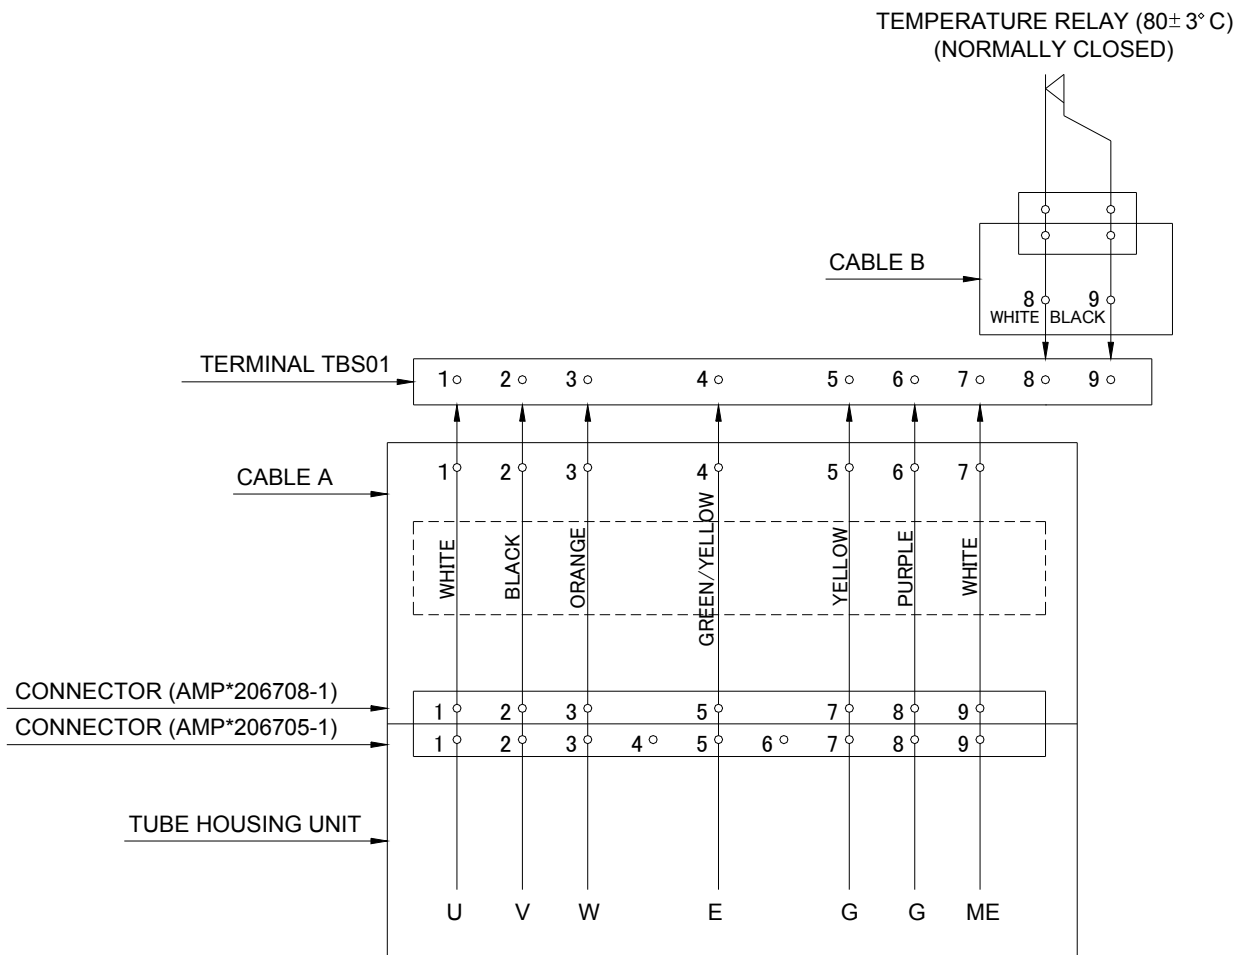 TEMPERATURE RELAY (80±3°C)
(NORMALLY CLOSED)
CABLE B
8 9
WHITE BLACK
TERMINAL TBS01
1 2 3 4 5 6 7 8 9
1 2 3 4 5 6 7
CABLE A
WHITE
BLACK
ORANGE
GREEN/YELLOW
YELLOW
PURPLE
WHITE
CONNECTOR (AMP*206708-1)
1 2 3 5 7 8 9
CONNECTOR (AMP*206705-1)
1 2 3 4 5 6 7 8 9
TUBE HOUSING UNIT
U V W E G G ME